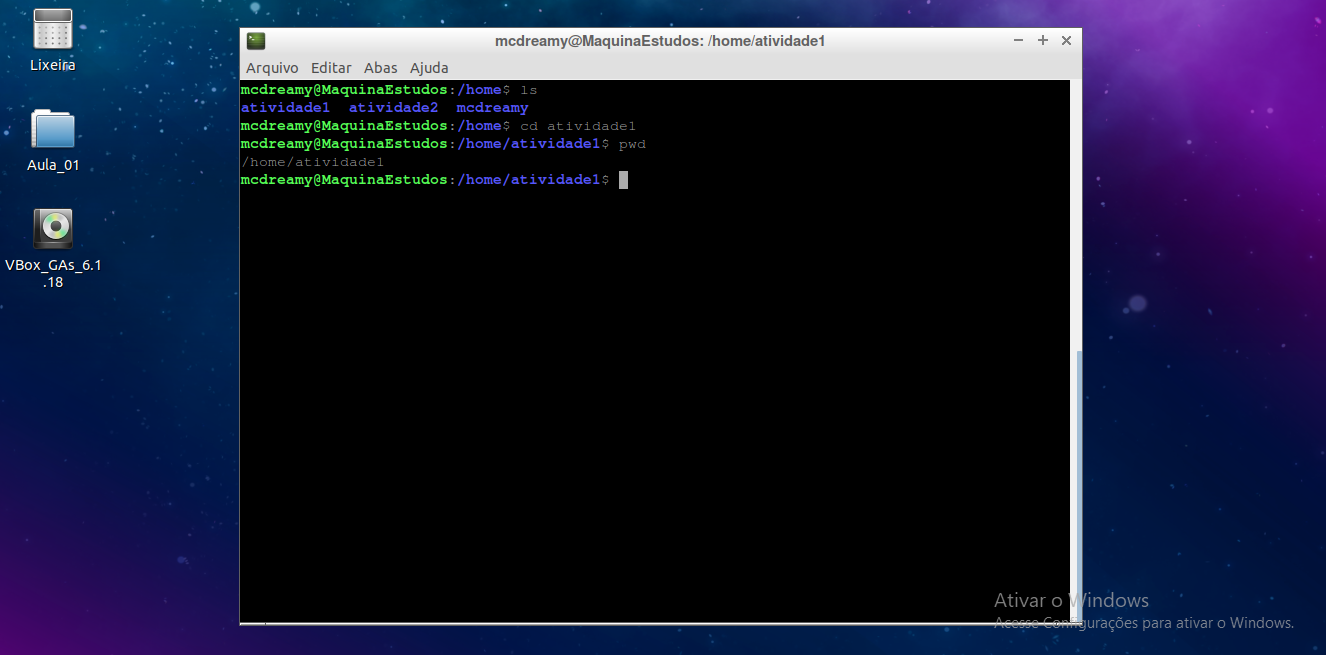 Lixeira
Aula_01
VBox_GAs_6.1
.18
mcdreamy@MaquinaEstudos: /home/atividade1
Arquivo Editar Abas Ajuda
mcdreamy@MaquinaEstudos:/home$ ls
atividade1 atividade2 mcdreamy
mcdreamy@MaquinaEstudos:/home$ cd atividade1
mcdreamy@MaquinaEstudos:/home/atividade1$ pwd
/home/atividade1
mcdreamy@MaquinaEstudos:/home/atividade1$
Ativar o Windows
Acesse Configurações para ativar o Windows.